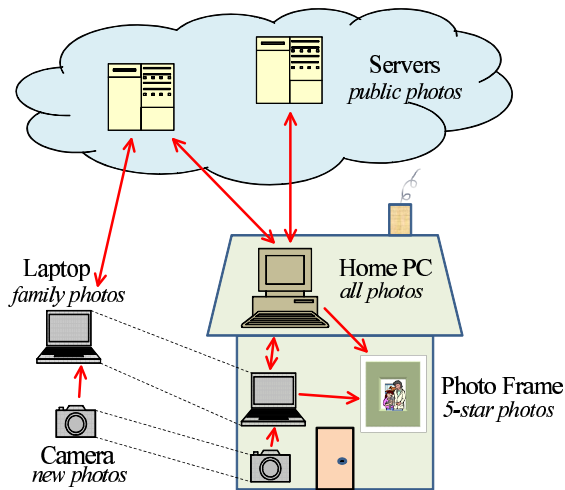 Servers
public photos
Laptop
family photos
Home PC
all photos
Photo Frame
5-star photos
Camera
new photos